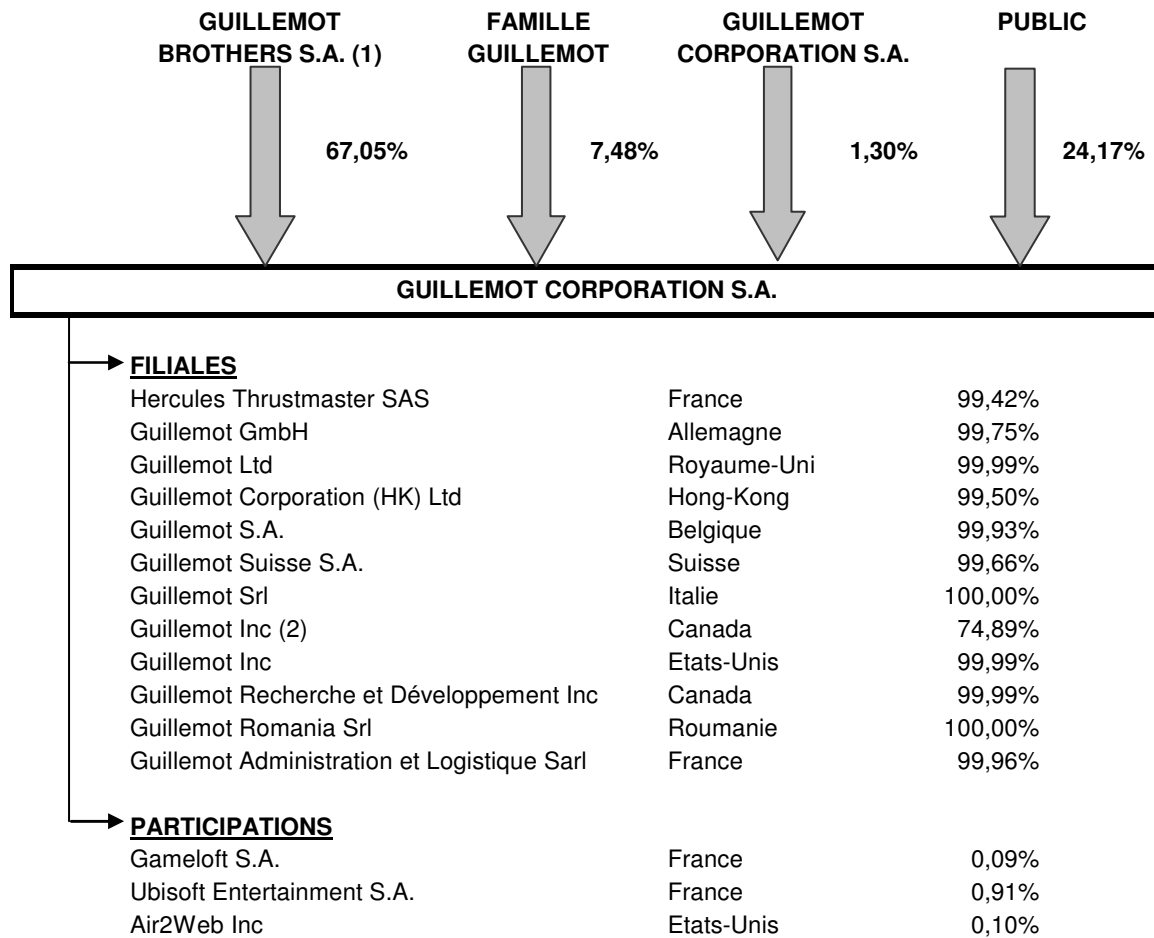 GUILLEMOT BROTHERS S.A. (1)
FAMILLE GUILLEMOT
GUILLEMOT CORPORATION S.A.
PUBLIC
67,05%
7,48%
1,30%
24,17%
GUILLEMOT CORPORATION S.A.
FILIALES
Hercules Thrustmaster SAS France 99,42%
Guillemot GmbH Allemagne 99,75%
Guillemot Ltd Royaume-Uni 99,99%
Guillemot Corporation (HK) Ltd Hong-Kong 99,50%
Guillemot S.A. Belgique 99,93%
Guillemot Suisse S.A. Suisse 99,66%
Guillemot Srl Italie 100,00%
Guillemot Inc (2) Canada 74,89%
Guillemot Inc Etats-Unis 99,99%
Guillemot Recherche et Développement Inc Canada 99,99%
Guillemot Romania Srl Roumanie 100,00%
Guillemot Administration et Logistique Sarl France 99,96%
PARTICIPATIONS
Gameloft S.A. France 0,09%
Ubisoft Entertainment S.A. France 0,91%
Air2Web Inc Etats-Unis 0,10%